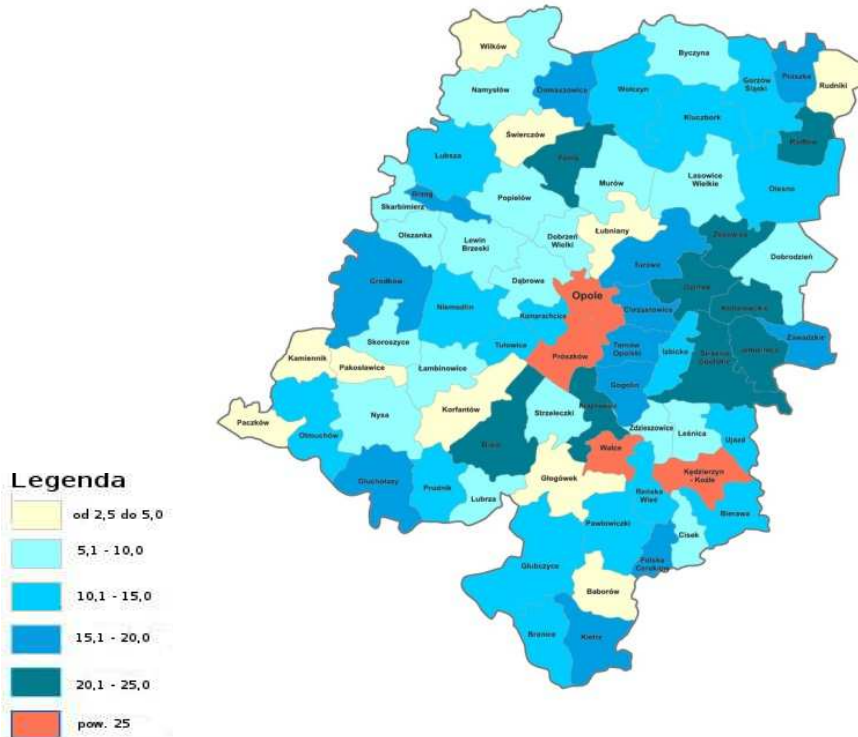 Wilków
Byczyna
Gorzów
Śląski
Rudniki
Namysłów
Domaszowice
Wołczyn
Kluczbork
Świerczów
Lubsza
Pokój
Murów
Lasowice
Wielkie
Olesno
Skarbimierz
Popielów
Olszanka
Lewin
Brzeski
Dobrzeń
Wielki
Łubniany
Turawa
Dobrodzień
Grodków
Dąbrowa
Opole
Niemodlin
Komprachcice
Chrząstowice
Skoroszyce
Tułowice
Prószków
Tarnów
Opolski
Izbicko
Zawadzkie
Kamiennik
Pakosławice
Łambinowice
Gogolin
Paczków
Otmuchów
Nysa
Korfantów
Biała
Strzeleczki
Krapkowice
Zdzieszowice
Leśnica
Ujazd
Walce
Kędzierzyn
- Koźle
Głuchołazy
Prudnik
Lubrza
Głogówek
Reńska
Wieś
Bierawa
Pawłowiczki
Cisek
Polska
Cerekiew
Głubczyce
Baborów
Branice
Kietrz
Legenda
od 2,5 do 5,0
5,1 - 10,0
10,1 - 15,0
15,1 - 20,0
20,1 - 25,0
pow. 25